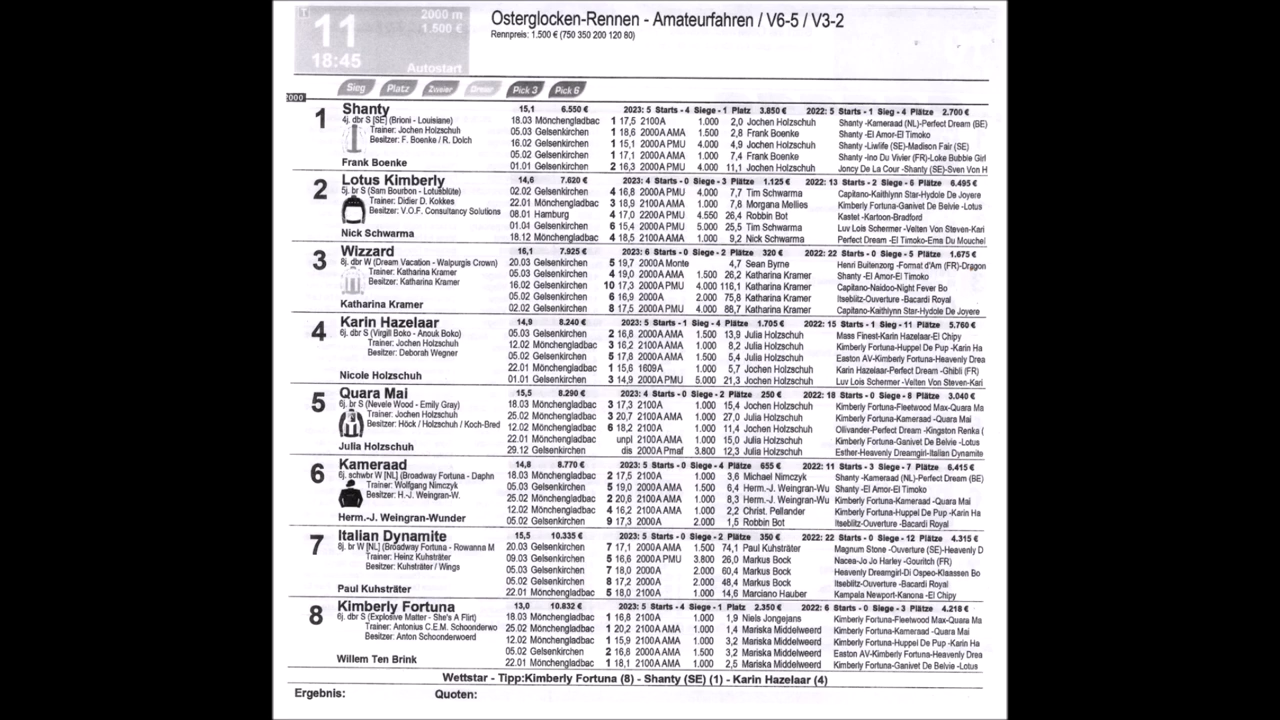 11
2000 m
1.500 €
18:45
Autostart
Osterglocken-Rennen - Amateurfahren / V6-5 / V3-2
Rennpreis: 1.500 € (750 350 200 120 80)
Sieg Platz Zweier Dreier Pick 3 Pick 6
2000
1 Shanty 15,1 6.550 € 2023: 5 Starts - 4 Siege - 1 Platz 3.850 € 2022: 5 Starts - 1 Sieg - 4 Plätze 2.700 €
4j. dbr S [SE] (Brioni - Louisiane) 18.03 Mönchengladbac 1 17,5 2100A 1.000 2,0 Jochen Holzschuh Shanty -Kameraad (NL)-Perfect Dream (BE)
Trainer: Jochen Holzschuh 05.03 Gelsenkirchen 1 18,6 2000A AMA 1.500 2,8 Frank Boenke Shanty -El Amor-El Timoko
Besitzer: F. Boenke / R. Dolch 16.02 Gelsenkirchen 1 15,1 2000A PMU 4.000 4,9 Jochen Holzschuh Shanty -Liwlife (SE)-Madison Fair (SE)
05.02 Gelsenkirchen 1 17,1 2000A AMA 1.000 7,4 Frank Boenke Shanty -Ino Du Vivier (FR)-Loke Bubbie Girl
Frank Boenke 01.01 Gelsenkirchen 2 16,3 2000A PMU 4.000 11,1 Jochen Holzschuh Joncy De La Cour -Shanty (SE)-Sven Von H
2 Lotus Kimberly 14,6 7.620 € 2023: 4 Starts - 0 Siege - 3 Plätze 1.125 € 2022: 13 Starts - 2 Siege - 6 Plätze 6.495 €
5j. br S (Sam Bourbon - Lotusblüte) 02.02 Gelsenkirchen 4 16,8 2000A PMU 4.000 7,7 Tim Schwarma Capitano-Kaithlynn Star-Hydole De Joyere
Trainer: Didier D. Kokkes 22.01 Mönchengladbac 3 18,9 2100A AMA 1.000 7,8 Morgana Mellies Kimberly Fortuna-Ganivet De Belvie -Lotus
Besitzer: V.O.F. Consultancy Solutions 08.01 Hamburg 4 17,0 2200A PMU 4.550 26,4 Robbin Bot Kastet -Kartoon-Bradford
01.01 Gelsenkirchen 6 15,4 2000A PMU 5.000 25,5 Tim Schwarma Luv Lois Schermer -Velten Von Steven-Kari
Nick Schwarma 18.12 Mönchengladbac 4 18,5 2100A AMA 1.000 9,2 Nick Schwarma Perfect Dream -El Timoko-Ema Du Mouchel
3 Wizzard 16,1 7.925 € 2023: 6 Starts - 0 Siege - 2 Plätze 320 € 2022: 22 Starts - 0 Siege - 5 Plätze 1.675 €
8j. dbr W (Dream Vacation - Walpurgis Crown) 20.03 Gelsenkirchen 5 19,7 2000A Monte 4,7 Sean Byrne Henri Buitenzorg -Format d'Am (FR)-Dragon
Trainer: Katharina Kramer 05.03 Gelsenkirchen 4 19,0 2000A AMA 1.500 26,2 Katharina Kramer Shanty -El Amor-El Timoko
Besitzer: Katharina Kramer 16.02 Gelsenkirchen 10 17,3 2000A PMU 4.000 116,1 Katharina Kramer Capitano-Naidoo-Night Fever Bo
05.02 Gelsenkirchen 6 16,9 2000A 2.000 75,8 Katharina Kramer Itseblitz-Ouverture -Bacardi Royal
Katharina Kramer 02.02 Gelsenkirchen 8 17,5 2000A PMU 4.000 88,7 Katharina Kramer Capitano-Kaithlynn Star-Hydole De Joyere
4 Karin Hazelaar 14,9 8.240 € 2023: 5 Starts - 1 Sieg - 4 Plätze 1.705 € 2022: 15 Starts - 1 Sieg - 11 Plätze 5.760 €
6j. dbr S (Virgill Boko - Anouk Boko) 05.03 Gelsenkirchen 2 16,8 2000A AMA 1.500 13,9 Julia Holzschuh Mass Finesk-Karin Hazelaar-El Chipy
Trainer: Jochen Holzschuh 12.02 Mönchengladbac 3 16,2 2100A AMA 1.000 8,2 Julia Holzschuh Kimberly Fortuna-Huppel De Pup -Karin Ha
Besitzer: Deborah Wegner 05.02 Gelsenkirchen 5 17,8 2000A AMA 1.500 5,4 Julia Holzschuh Easton AV-Kimberly Fortuna-Heavenly Drea
22.01 Mönchengladbac 1 15,6 1609A 1.000 5,7 Jochen Holzschuh Karin Hazelaar-Perfect Dream -Ghibli (FR)
Nicole Holzschuh 01.01 Gelsenkirchen 3 14,9 2000A PMU 5.000 21,3 Jochen Holzschuh Luv Lois Schermer -Velten Von Steven-Kari
5 Quara Mai 15,5 8.290 € 2023: 4 Starts - 0 Siege - 2 Plätze 250 € 2022: 18 Starts - 0 Siege - 8 Plätze 3.040 €
6j. br S (Nevele Wood - Emily Gray) 18.03 Mönchengladbac 3 17,3 2100A 1.000 15,4 Jochen Holzschuh Kimberly Fortuna-Fleetwood Max-Quara Ma
Trainer: Jochen Holzschuh 25.02 Mönchengladbac 3 20,7 2100A AMA 1.000 27,0 Julia Holzschuh Kimberly Fortuna-Kameraad -Quara Mai
Besitzer: Höck / Holzschuh / Koch-Bred 12.02 Mönchengladbac 6 18,2 2100A 1.000 11,4 Jochen Holzschuh Olivander-Perfect Dream -Kingston Renka (
22.01 Mönchengladbac unpl 2100A AMA 1.000 15,0 Julia Holzschuh Kimberly Fortuna-Ganivet De Belvie -Lotus
Julia Holzschuh 29.12 Gelsenkirchen dis 2000A Pmaf 3.800 12,3 Julia Holzschuh Esther-Heavenly Dreamgirl-Italian Dynamite
6 Kameraad 14,8 8.770 € 2023: 5 Starts - 0 Siege - 4 Plätze 655 € 2022: 11 Starts - 3 Siege - 7 Plätze 6.415 €
6j. schwbr W [NL] (Broadway Fortuna - Daphn 18.03 Mönchengladbac 2 17,5 2100A 1.000 3,6 Michael Nimczyk Shanty -Kameraad (NL)-Perfect Dream (BE)
Trainer: Wolfgang Nimczyk 05.03 Gelsenkirchen 5 19,0 2000A AMA 1.500 6,4 Herm.-J. Weingran-Wu Shanty -El Amor-El Timoko
Besitzer: H.-J. Weingran-W. 25.02 Mönchengladbac 2 20,6 2100A AMA 1.000 8,3 Herm.-J. Weingran-Wu Kimberly Fortuna-Kameraad -Quara Mai
12.02 Mönchengladbac 4 16,2 2100A AMA 1.000 2,2 Christ. Pellander Kimberly Fortuna-Huppel De Pup -Karin Ha
Herm.-J. Weingran-Wunder 05.02 Gelsenkirchen 9 17,3 2000A 2.000 1,5 Robbin Bot Itseblitz-Ouverture -Bacardi Royal
7 Italian Dynamite 15,5 10.335 € 2023: 5 Starts - 0 Siege - 2 Plätze 350 € 2022: 22 Starts - 0 Siege - 12 Plätze 4.315 €
8j. br W [NL] (Broadway Fortuna - Rowanna M 20.03 Gelsenkirchen 7 17,1 2000A AMA 1.500 74,1 Paul Kuhsträter Magnum Stone -Ouverture (SE)-Heavenly D
Trainer: Heinz Kuhsträter 09.03 Gelsenkirchen 5 16,6 2000A PMU 3.800 26,0 Markus Bock Nacea-Jo Jo Harley -Gouritch (FR)
Besitzer: Kuhsträter / Wings 05.03 Gelsenkirchen 7 18,0 2000A 2.000 60,4 Markus Bock Heavenly Dreamgirl-Di Ospeo-Klaassen Bo
05.02 Gelsenkirchen 8 17,2 2000A 2.000 48,4 Markus Bock Itseblitz-Ouverture -Bacardi Royal
Paul Kuhsträter 01.01 Gelsenkirchen 5 18,0 2000A 1.000 14,6 Marciano Hauber Kampala Newport-Kanona -El Chipy
8 Kimberly Fortuna 13,0 10.832 € 2023: 5 Starts - 4 Siege - 1 Platz 2.350 € 2022: 6 Starts - 0 Siege - 3 Plätze 4.218 €
6j. dbr S (Explosive Matter - She's A Flirt) 18.03 Mönchengladbac 1 16,8 2100A 1.000 1,9 Niels Jongejans Kimberly Fortuna-Fleetwood Max-Quara Ma
Trainer: Antonius C.E.M. Schoonderwo 25.02 Mönchengladbac 1 20,2 2100A AMA 1.000 1,4 Mariska Middelweerd Kimberly Fortuna-Kameraad -Quara Mai
Besitzer: Anton Schoonderwoerd 12.02 Mönchengladbac 1 15,9 2100A AMA 1.000 3,2 Mariska Middelweerd Kimberly Fortuna-Huppel De Pup -Karin Ha
05.02 Gelsenkirchen 2 16,8 2000A AMA 1.500 3,2 Mariska Middelweerd Easton AV-Kimberly Fortuna-Heavenly Drea
Willem Ten Brink 22.01 Mönchengladbac 1 18,1 2100A AMA 1.000 2,5 Mariska Middelweerd Kimberly Fortuna-Ganivet De Belvie -Lotus
Wettstar - Tipp:Kimberly Fortuna (8) - Shanty (SE) (1) - Karin Hazelaar (4)
Ergebnis: Quoten: